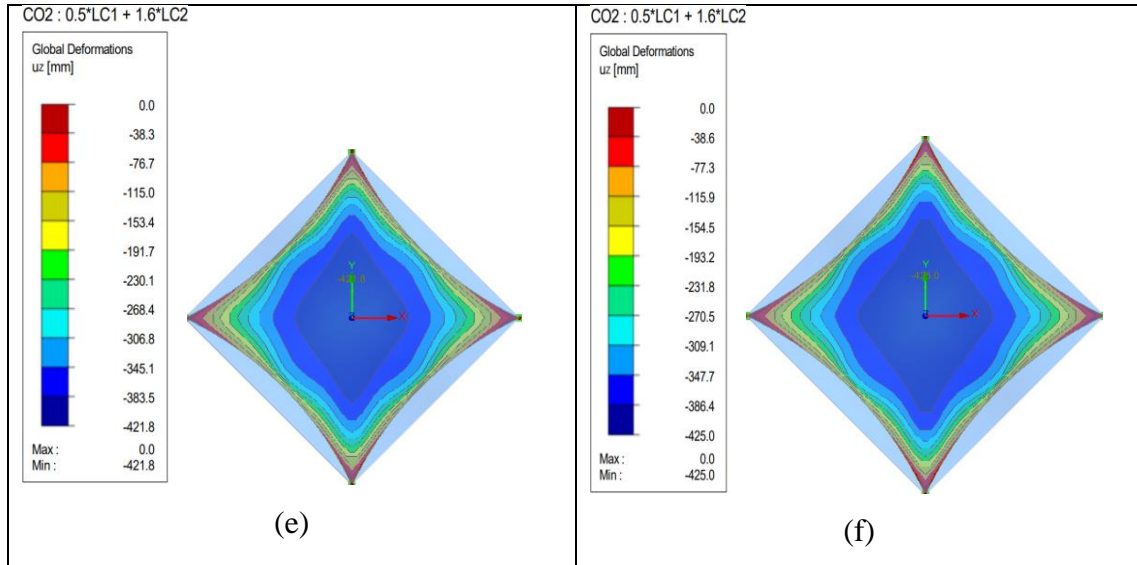 CO2 : 0.5*LC1 + 1.6*LC2
Global Deformations
uz [mm]
0.0
-38.3
-76.7
-115.0
-153.4
-191.7
-230.1
-268.4
-306.8
-345.1
-383.5
-421.8
Max : 0.0
Min : -421.8
Y
X
(e)
CO2 : 0.5*LC1 + 1.6*LC2
Global Deformations
uz [mm]
0.0
-38.6
-77.3
-115.9
-154.5
-193.2
-231.8
-270.5
-309.1
-347.7
-386.4
-425.0
Max : 0.0
Min : -425.0
Y
X
(f)